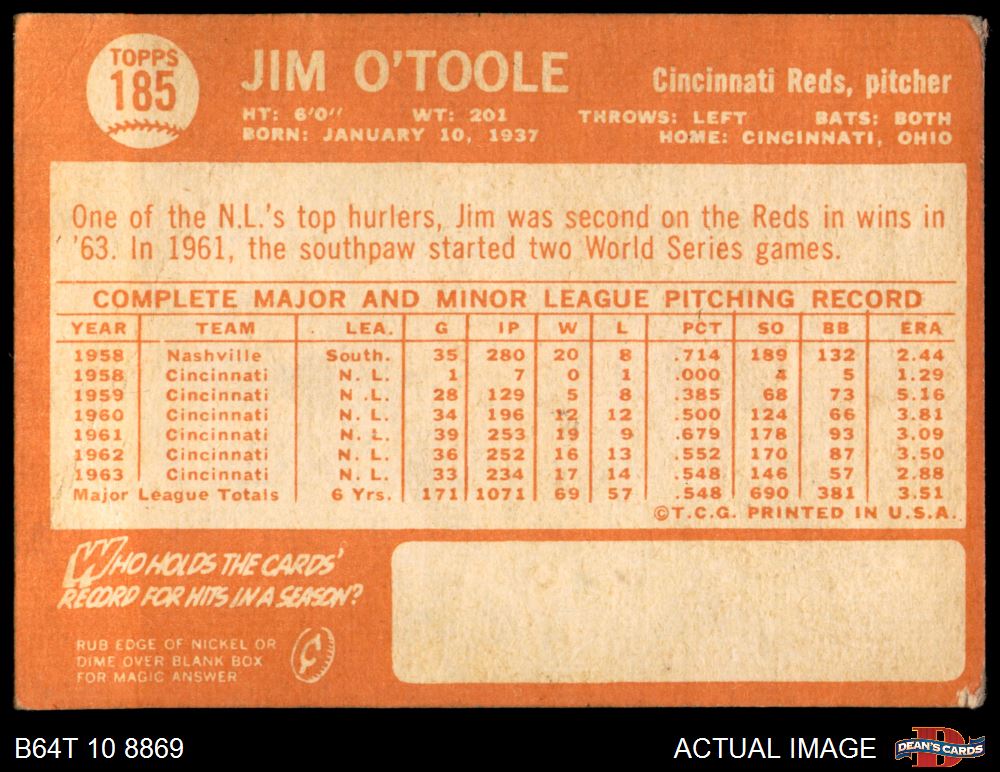 TOPPS
185
JIM O'TOOLE
Cincinnati Reds, pitcher
HT: 6'0" WT: 201 THROWS: LEFT BATS: BOTH
BORN: JANUARY 10, 1937 HOME: CINCINNATI, OHIO
One of the N.L.'s top hurlers, Jim was second on the Reds in wins in
'63. In 1961, the southpaw started two World Series games.
COMPLETE MAJOR AND MINOR LEAGUE PITCHING RECORD
YEAR TEAM LEA. G IP W L PCT SO BB ERA
1958 Nashville South. 35 280 20 8 .714 189 132 2.44
1958 Cincinnati N. L. 1 7 0 1 .000 4 5 1.29
1959 Cincinnati N. L. 28 129 5 8 .385 68 73 5.16
1960 Cincinnati N. L. 34 196 12 12 .500 124 66 3.81
1961 Cincinnati N. L. 39 253 19 9 .679 178 93 3.09
1962 Cincinnati N. L. 36 252 16 13 .552 170 87 3.50
1963 Cincinnati N. L. 33 234 17 14 .548 146 57 2.88
Major League Totals 6 Yrs. 171 1071 69 57 .548 690 381 3.51
©T.C.G. PRINTED IN U.S.A.
WHO HOLDS THE CARDS'
RECORD FOR HITS IN A SEASON?
RUB EDGE OF NICKEL OR
DIME OVER BLANK BOX
FOR MAGIC ANSWER
B64T 10 8869
ACTUAL IMAGE
DEAN'S CARDS